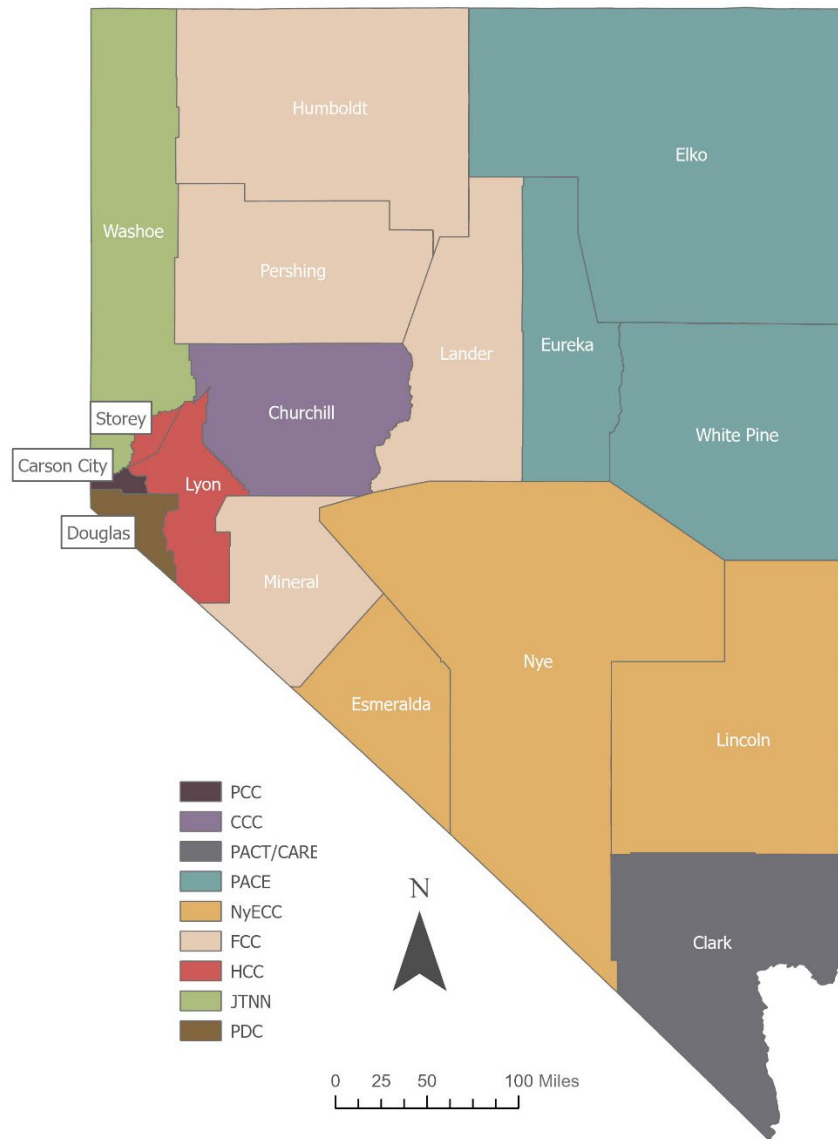 Humboldt
Elko
Washoe
Pershing
Eureka
Lander
Churchill
Storey
White Pine
Carson City
Lyon
Douglas
Mineral
Nye
Esmeralda
Lincoln
PCC
CCC
PACT/CARE
PACE
NyECC
FCC
HCC
JTNN
PDC
N
Clark
0 25 50 100 Miles